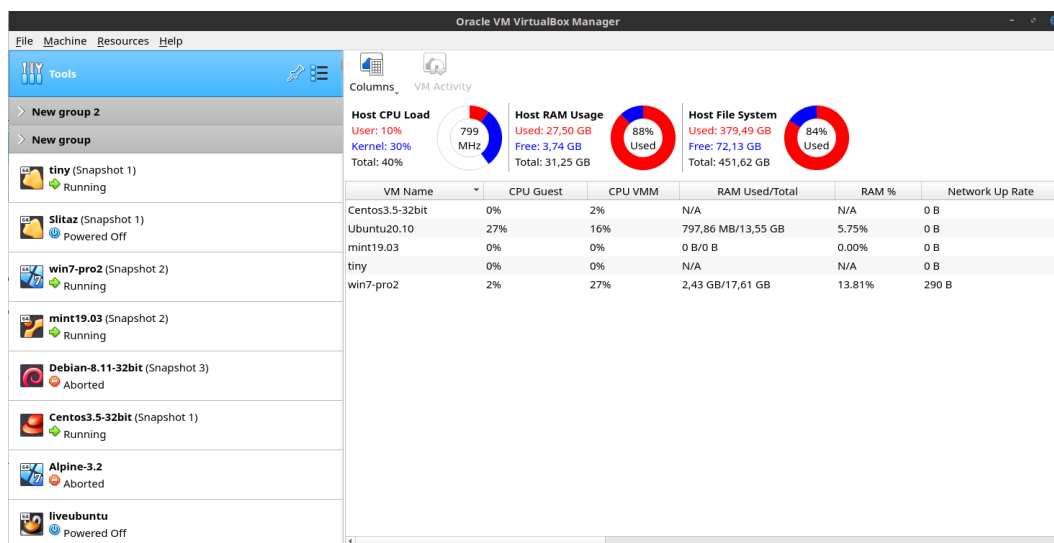 Oracle VM VirtualBox Manager
File Machine Resources Help
Tools
New group 2
New group
tiny (Snapshot 1)
Running
Slitaz (Snapshot 1)
Powered Off
win7-pro2 (Snapshot 2)
Running
mint19.03 (Snapshot 2)
Running
Debian-8.11-32bit (Snapshot 3)
Aborted
Centos3.5-32bit (Snapshot 1)
Running
Alpine-3.2
Aborted
liveubuntu
Powered Off
Columns VM Activity
Host CPU Load
User: 10%
Kernel: 30%
Total: 40%
799
MHz
Host RAM Usage
Used: 27,50 GB
Free: 3,74 GB
Total: 31,25 GB
88%
Used
Host File System
Used: 379,49 GB
Free: 72,13 GB
Total: 451,62 GB
84%
Used
VM Name CPU Guest CPU VMM RAM Used/Total RAM % Network Up Rate
Centos3.5-32bit 0% 2% N/A N/A 0 B
Ubuntu20.10 27% 16% 797,86 MB/13,55 GB 5.75% 0 B
mint19.03 0% 0% 0 B/0 B 0.00% 0 B
tiny 0% 0% N/A N/A 0 B
win7-pro2 2% 27% 2,43 GB/17,61 GB 13.81% 290 B